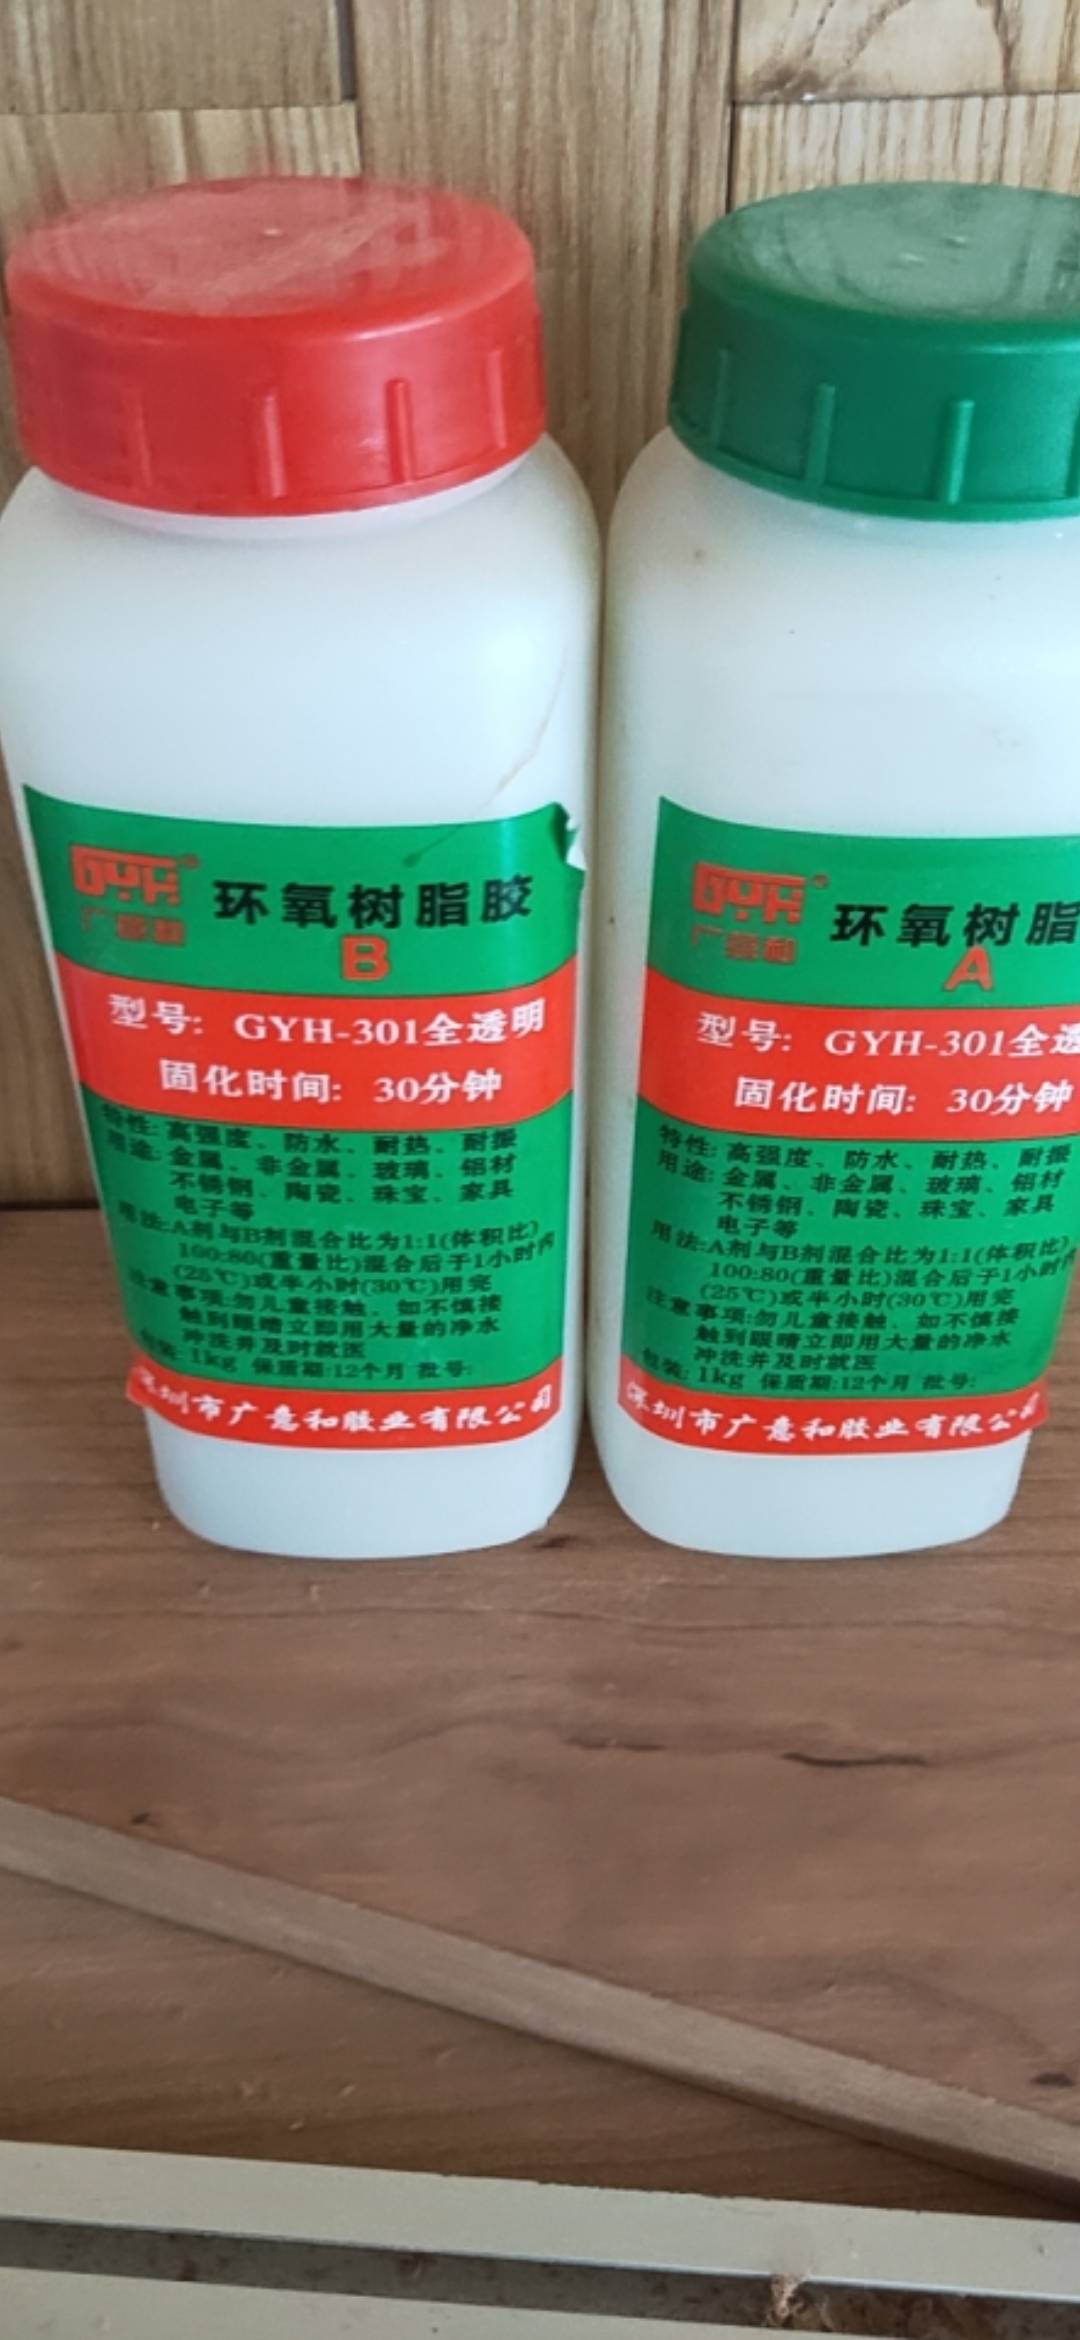 GYH®
广意和
环氧树脂胶
B
型号: GYH-301全透明
固化时间: 30分钟
特性: 高强度、防水、耐热、耐振
用途: 金属、非金属、玻璃、铝材
不锈钢、陶瓷、珠宝、家具
电子等
用法:A剂与B剂混合比为1:1(体积比)
100:80(重量比)混合后于1小时内
(25℃)或半小时(30℃)用完
注意事项:勿儿童接触、如不慎接
触到眼睛立即用大量的净水
冲洗并及时就医
包装: 1kg 保质期:12个月 批号:
深圳市广意和胶业有限公司
GYH®
广意和
环氧树脂
A
型号: GYH-301全透
固化时间: 30分钟
特性: 高强度、防水、耐热、耐振
用途: 金属、非金属、玻璃、铝材
不锈钢、陶瓷、珠宝、家具
电子等
用法:A剂与B剂混合比为1:1(体积比)
100:80(重量比)混合后于1小时内
(25℃)或半小时(30℃)用完
注意事项:勿儿童接触、如不慎接
触到眼睛立即用大量的净水
冲洗并及时就医
包装: 1kg 保质期:12个月 批号:
深圳市广意和胶业有限公司